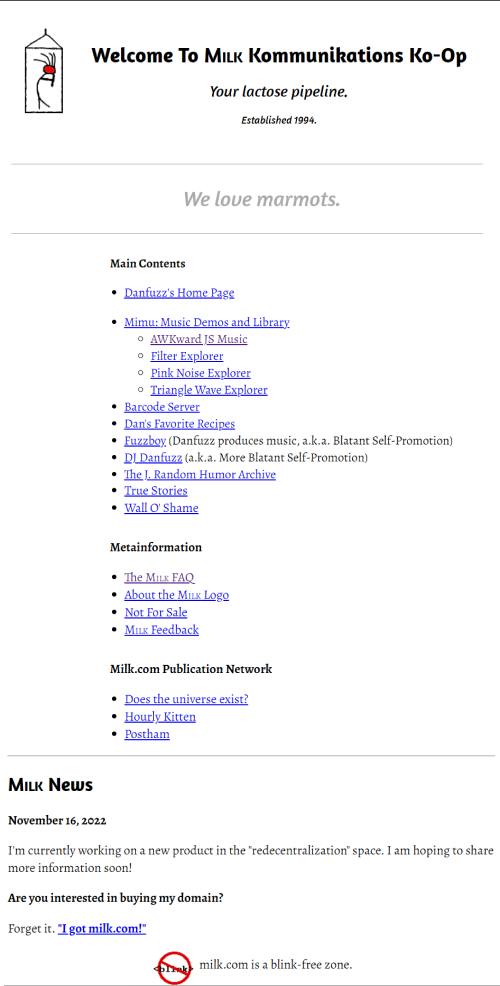 Welcome To Milk Kommunikations Ko-Op
Your lactose pipeline.
Established 1994.
We love marmots.
Main Contents
Danfuzz's Home Page
Mimu: Music Demos and Library
AWKward JS Music
Filter Explorer
Pink Noise Explorer
Triangle Wave Explorer
Barcode Server
Dan's Favorite Recipes
Fuzzboy (Danfuzz produces music, a.k.a. Blatant Self-Promotion)
DJ Danfuzz (a.k.a. More Blatant Self-Promotion)
The J. Random Humor Archive
True Stories
Wall O' Shame
Metainformation
The Milk FAQ
About the Milk Logo
Not For Sale
Milk Feedback
Milk.com Publication Network
Does the universe exist?
Hourly Kitten
Postham
Milk News
November 16, 2022
I'm currently working on a new product in the "redecentralization" space. I am hoping to share
more information soon!
Are you interested in buying my domain?
Forget it. "I got milk.com!"
<blink> milk.com is a blink-free zone.